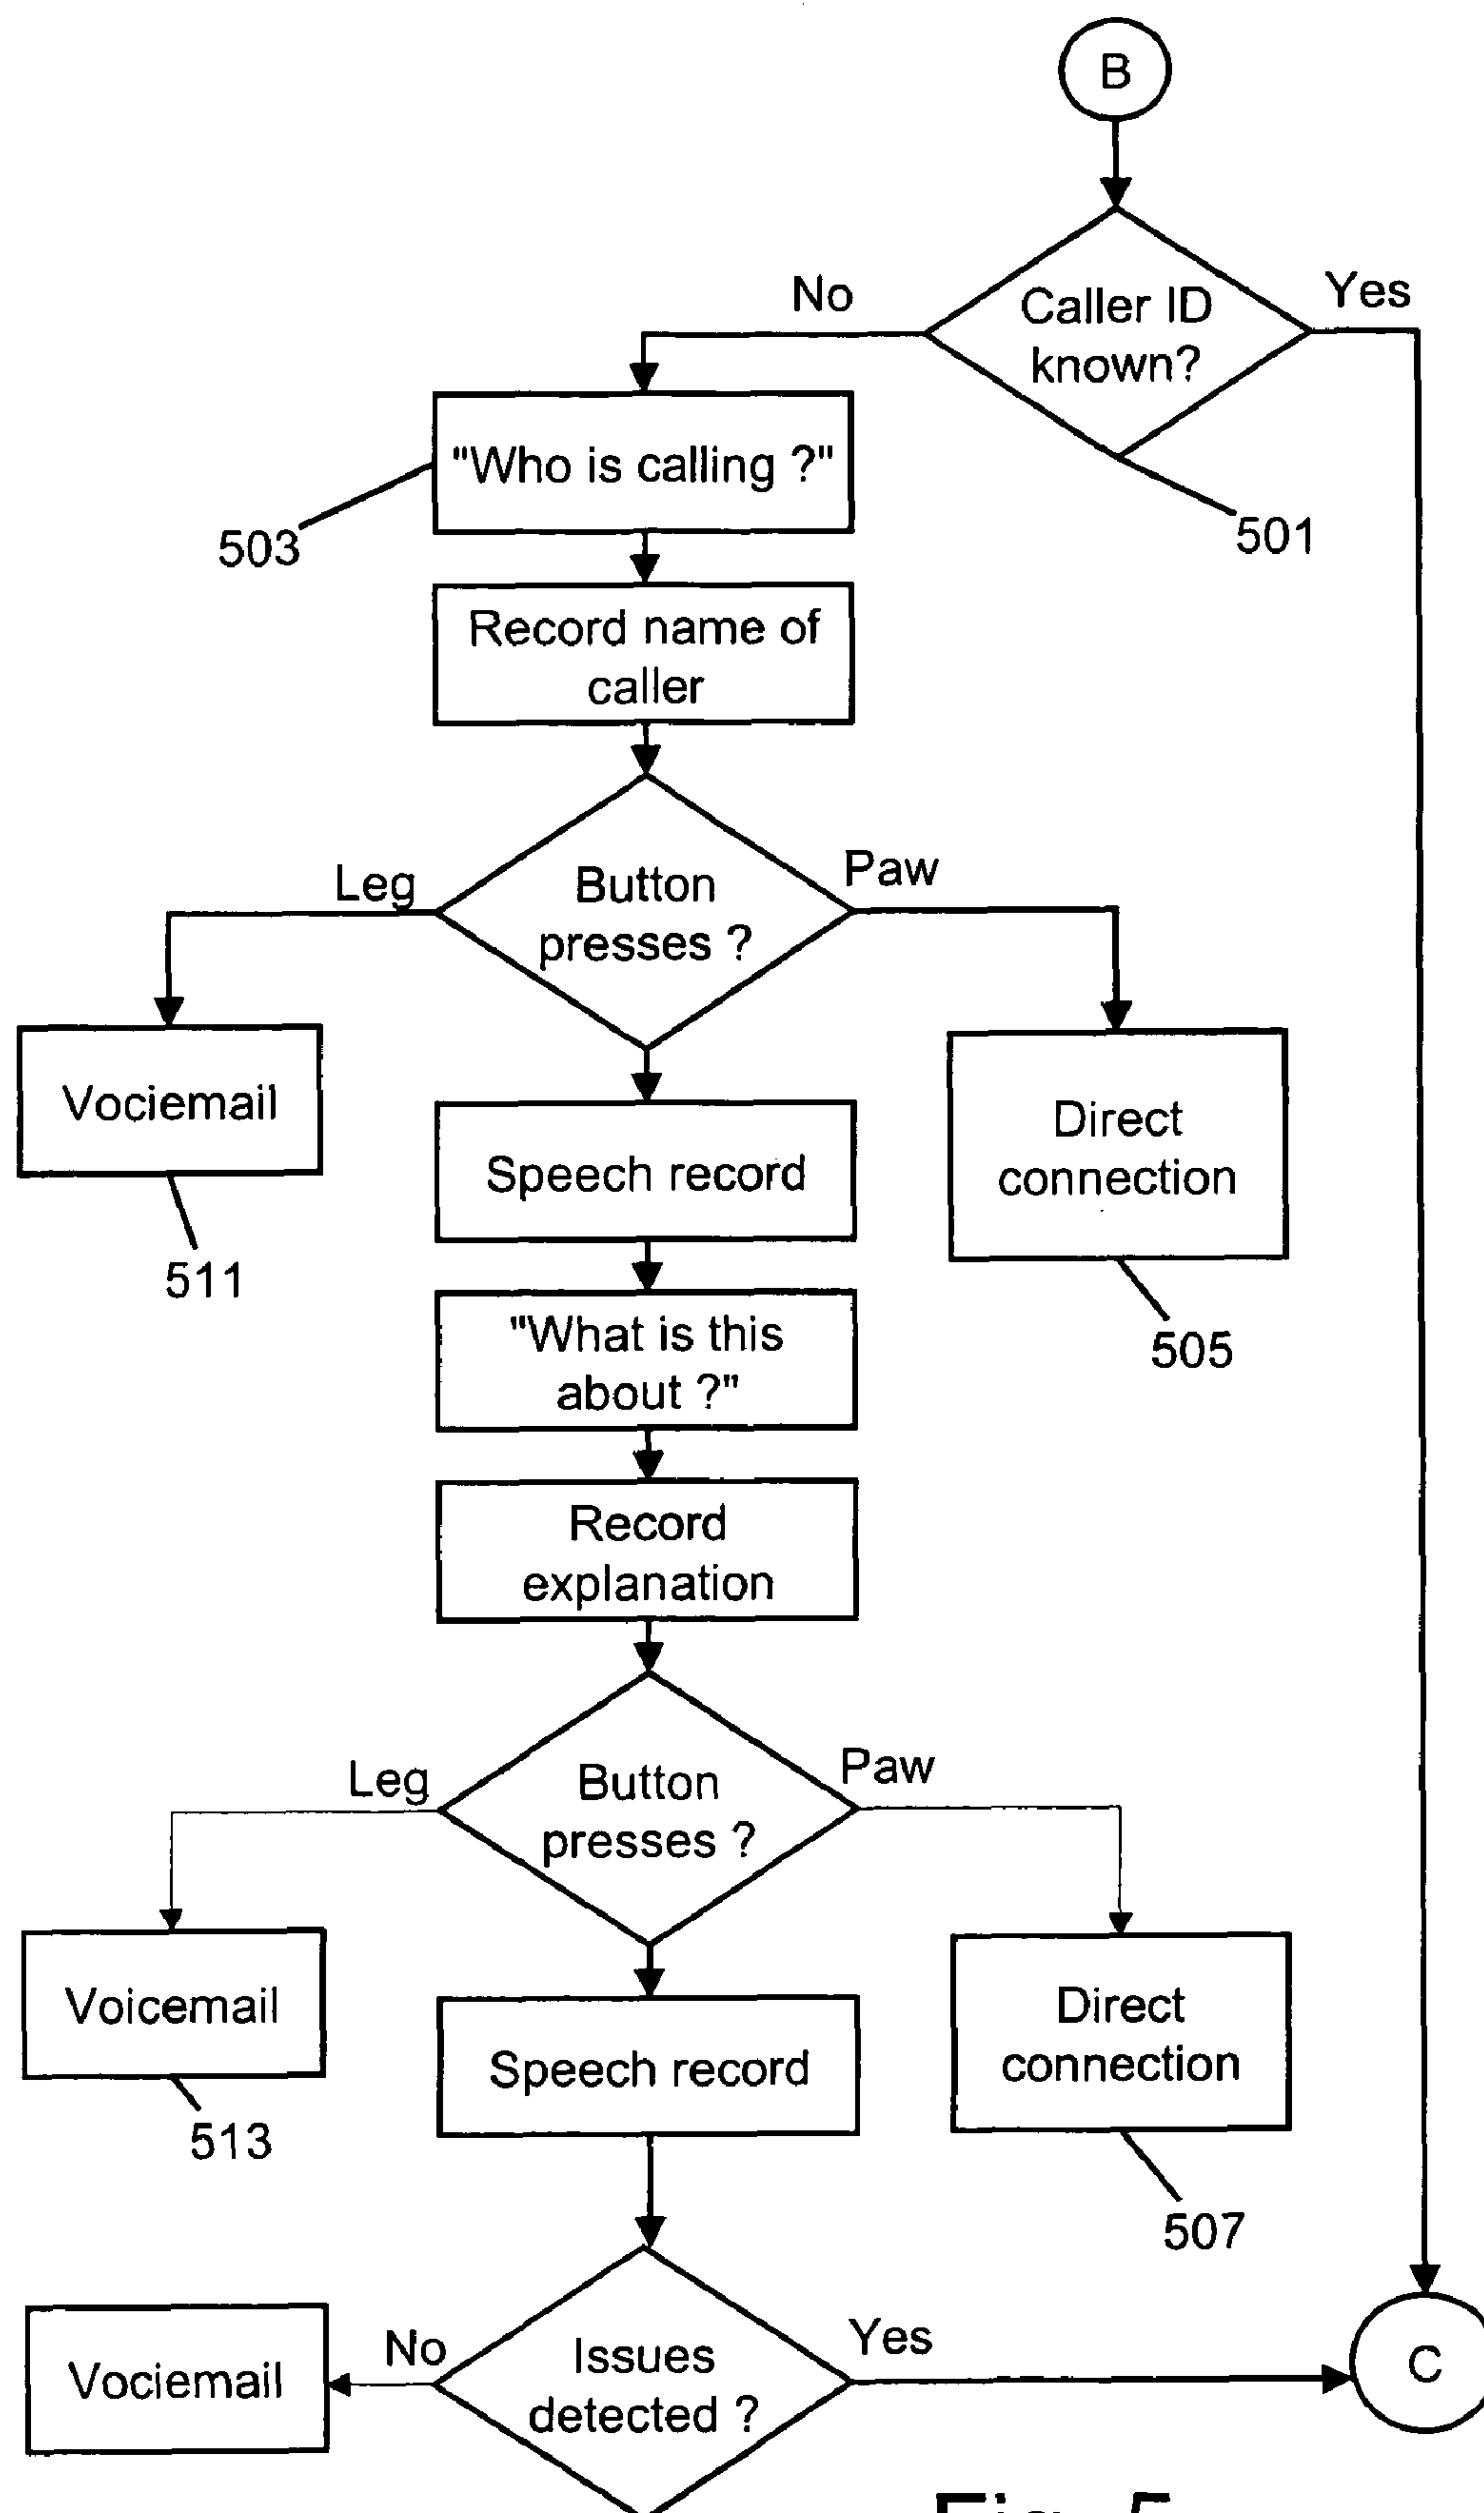 B
No
Caller ID
known?
Yes
"Who is calling ?"
503
501
Record name of
caller
Leg
Button
presses ?
Paw
Vociemail
Speech record
Direct
connection
511
"What is this
about ?"
505
Record
explanation
Leg
Button
presses ?
Paw
Voicemail
Speech record
Direct
connection
513
507
Vociemail
No
Issues
detected ?
Yes
C
Fig. 5